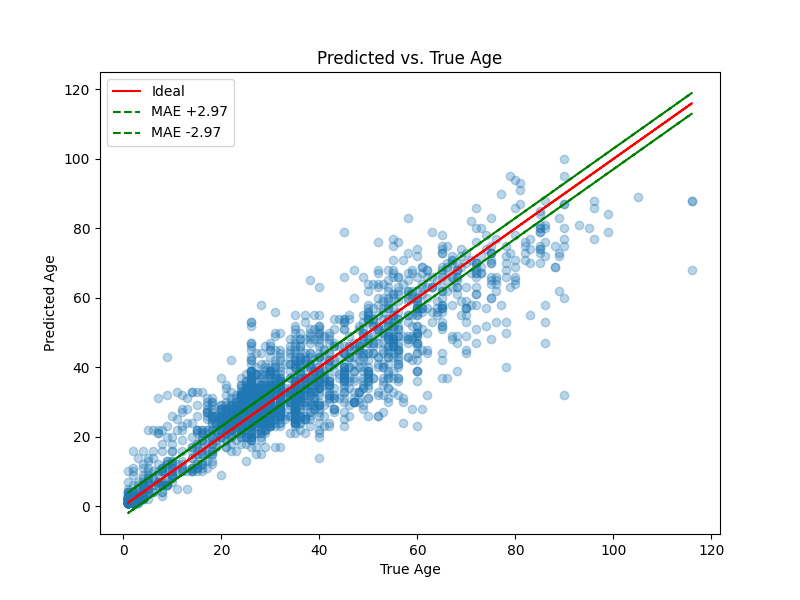 Predicted vs. True Age
Ideal
MAE +2.97
MAE -2.97
120
100
80
60
40
20
0
Predicted Age
0 20 40 60 80 100 120
True Age